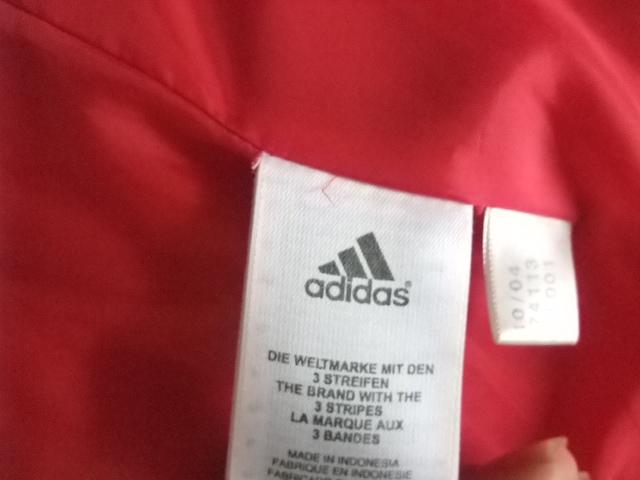 adidas®
DIE WELTMARKE MIT DEN
3 STREIFEN
THE BRAND WITH THE
3 STRIPES
LA MARQUE AUX
3 BANDES
MADE IN INDONESIA
FABRIQUE EN INDONESIE
10/04
74113
001